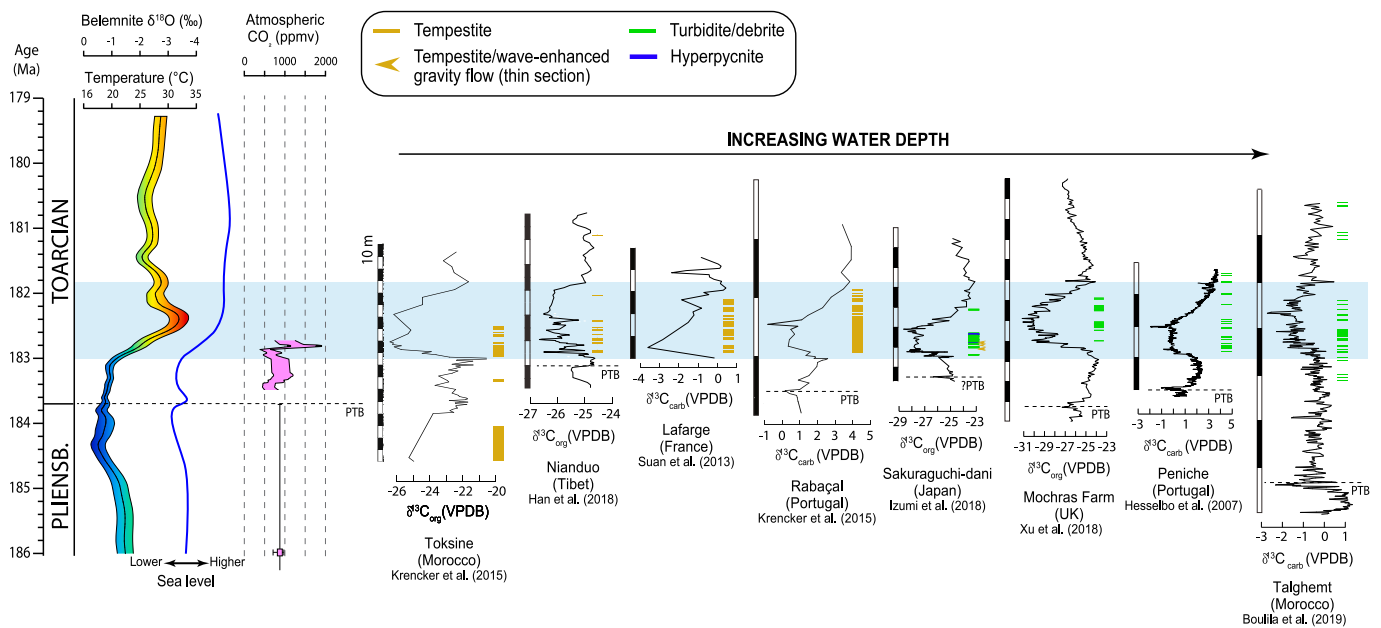 Belemnite δ¹⁸O (‰)
0 -1 -2 -3 -4
Atmospheric
CO₂ (ppmv)
0 1000 2000
Age
(Ma)
Temperature (°C)
16 20 25 30 35
Tempestite
Tempestite/wave-enhanced
gravity flow (thin section)
Turbidite/debrite
Hyperpycnite
INCREASING WATER DEPTH
179
180
181
182
183
184
185
186
TOARCIAN
PLIENSB.
PTB
Lower Higher
Sea level
10 m
-26 -24 -22 -20
δ¹³Corg(VPDB)
Toksine
(Morocco)
Krencker et al. (2015)
PTB
-27 -26 -25 -24
δ¹³Corg(VPDB)
Nianduo
(Tibet)
Han et al. (2018)
-4 -3 -2 -1 0 1
δ¹³Ccarb(VPDB)
Lafarge
(France)
Suan et al. (2013)
PTB
-1 0 1 2 3 4 5
δ¹³Ccarb(VPDB)
Rabaçal
(Portugal)
Krencker et al. (2015)
?PTB
-29 -27 -25 -23
δ¹³Corg(VPDB)
Sakuraguchi-dani
(Japan)
Izumi et al. (2018)
PTB
-31 -29 -27 -25 -23
δ¹³Corg(VPDB)
Mochras Farm
(UK)
Xu et al. (2018)
PTB
-3 -1 0 1 2 3 4 5
δ¹³Ccarb(VPDB)
Peniche
(Portugal)
Hesselbo et al. (2007)
PTB
-3 -2 -1 0 1
δ¹³Ccarb(VPDB)
Talghemt
(Morocco)
Boulila et al. (2019)